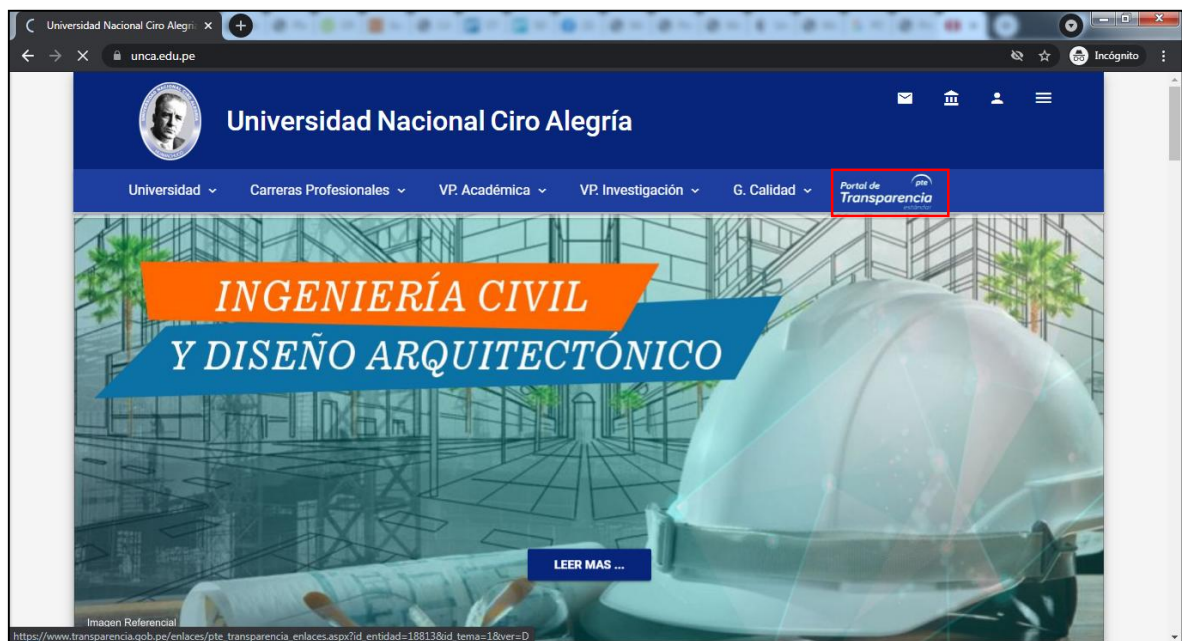 Universidad Nacional Ciro Alegrí
unca.edu.pe
Incógnito
Universidad Nacional Ciro Alegría
Universidad
Carreras Profesionales
VP. Académica
VP. Investigación
G. Calidad
Portal de pte
Transparencia
estándar
INGENIERÍA CIVIL
Y DISEÑO ARQUITECTÓNICO
LEER MAS ...
Imagen Referencial
https://www.transparencia.gob.pe/enlaces/pte_transparencia_enlaces.aspx?id_entidad=18813&id_tema=1&ver=D